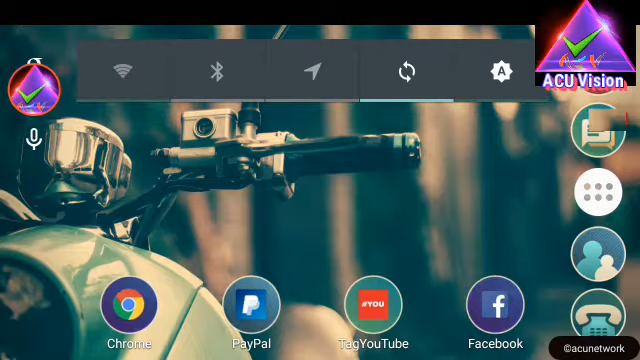 ACU Vision
A
#YOU
Chrome
PayPal
TagYouTube
Facebook
©acunetwork